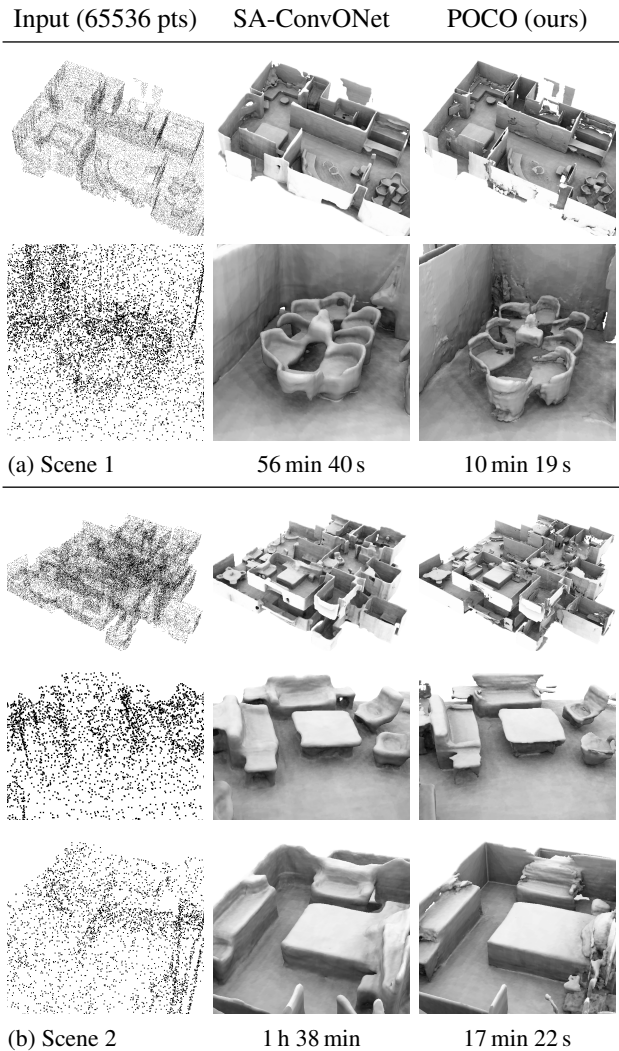 Input (65536 pts) SA-ConvONet POCO (ours)
(a) Scene 1 56 min 40 s 10 min 19 s
(b) Scene 2 1 h 38 min 17 min 22 s